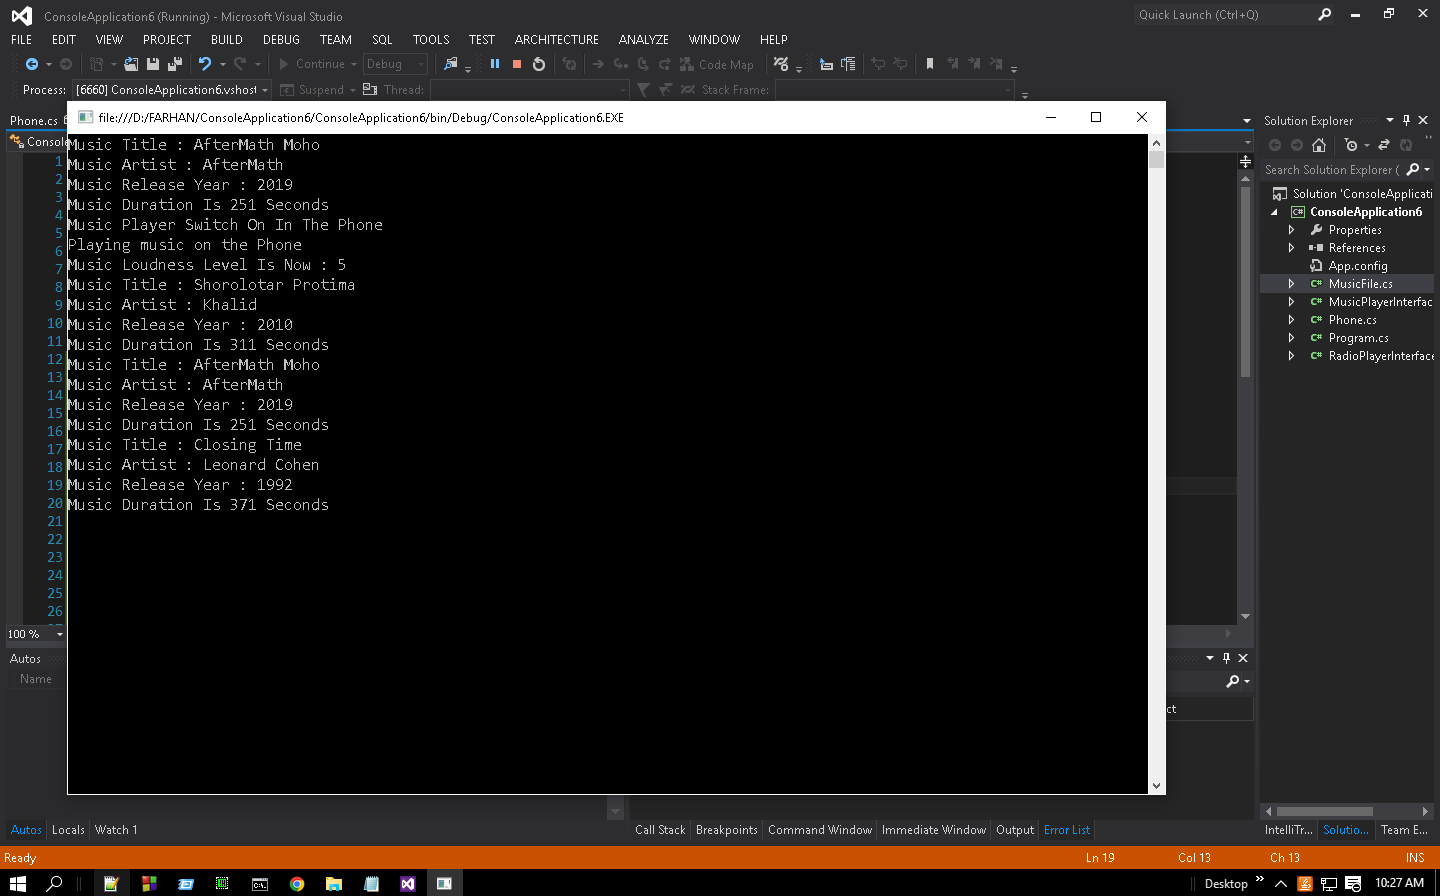 ConsoleApplication6 (Running) - Microsoft Visual Studio
Quick Launch (Ctrl+Q)
FILE EDIT VIEW PROJECT BUILD DEBUG TEAM SQL TOOLS TEST ARCHITECTURE ANALYZE WINDOW HELP
Continue Debug Code Map
Process: [6660] ConsoleApplication6.vshost Suspend Thread: Stack Frame:
Phone.cs
Consol
file:///D:/FARHAN/ConsoleApplication6/ConsoleApplication6/bin/Debug/ConsoleApplication6.EXE
1
2
3
4
5
6
7
8
9
10
11
12
13
14
15
16
17
18
19
20
21
22
23
24
25
26
Music Title : AfterMath Moho
Music Artist : AfterMath
Music Release Year : 2019
Music Duration Is 251 Seconds
Music Player Switch On In The Phone
Playing music on the Phone
Music Loudness Level Is Now : 5
Music Title : Shorolotar Protima
Music Artist : Khalid
Music Release Year : 2010
Music Duration Is 311 Seconds
Music Title : AfterMath Moho
Music Artist : AfterMath
Music Release Year : 2019
Music Duration Is 251 Seconds
Music Title : Closing Time
Music Artist : Leonard Cohen
Music Release Year : 1992
Music Duration Is 371 Seconds
Solution Explorer
Search Solution Explorer (
Solution 'ConsoleApplicati
C# ConsoleApplication6
Properties
References
App.config
C# MusicFile.cs
C# MusicPlayerInterfac
C# Phone.cs
C# Program.cs
C# RadioPlayerInterface
100 %
Autos
Name
ct
Autos Locals Watch 1
Call Stack Breakpoints Command Window Immediate Window Output Error List
IntelliTr... Solutio... Team E...
Ready Ln 19 Col 13 Ch 13 INS
Desktop 10:27 AM